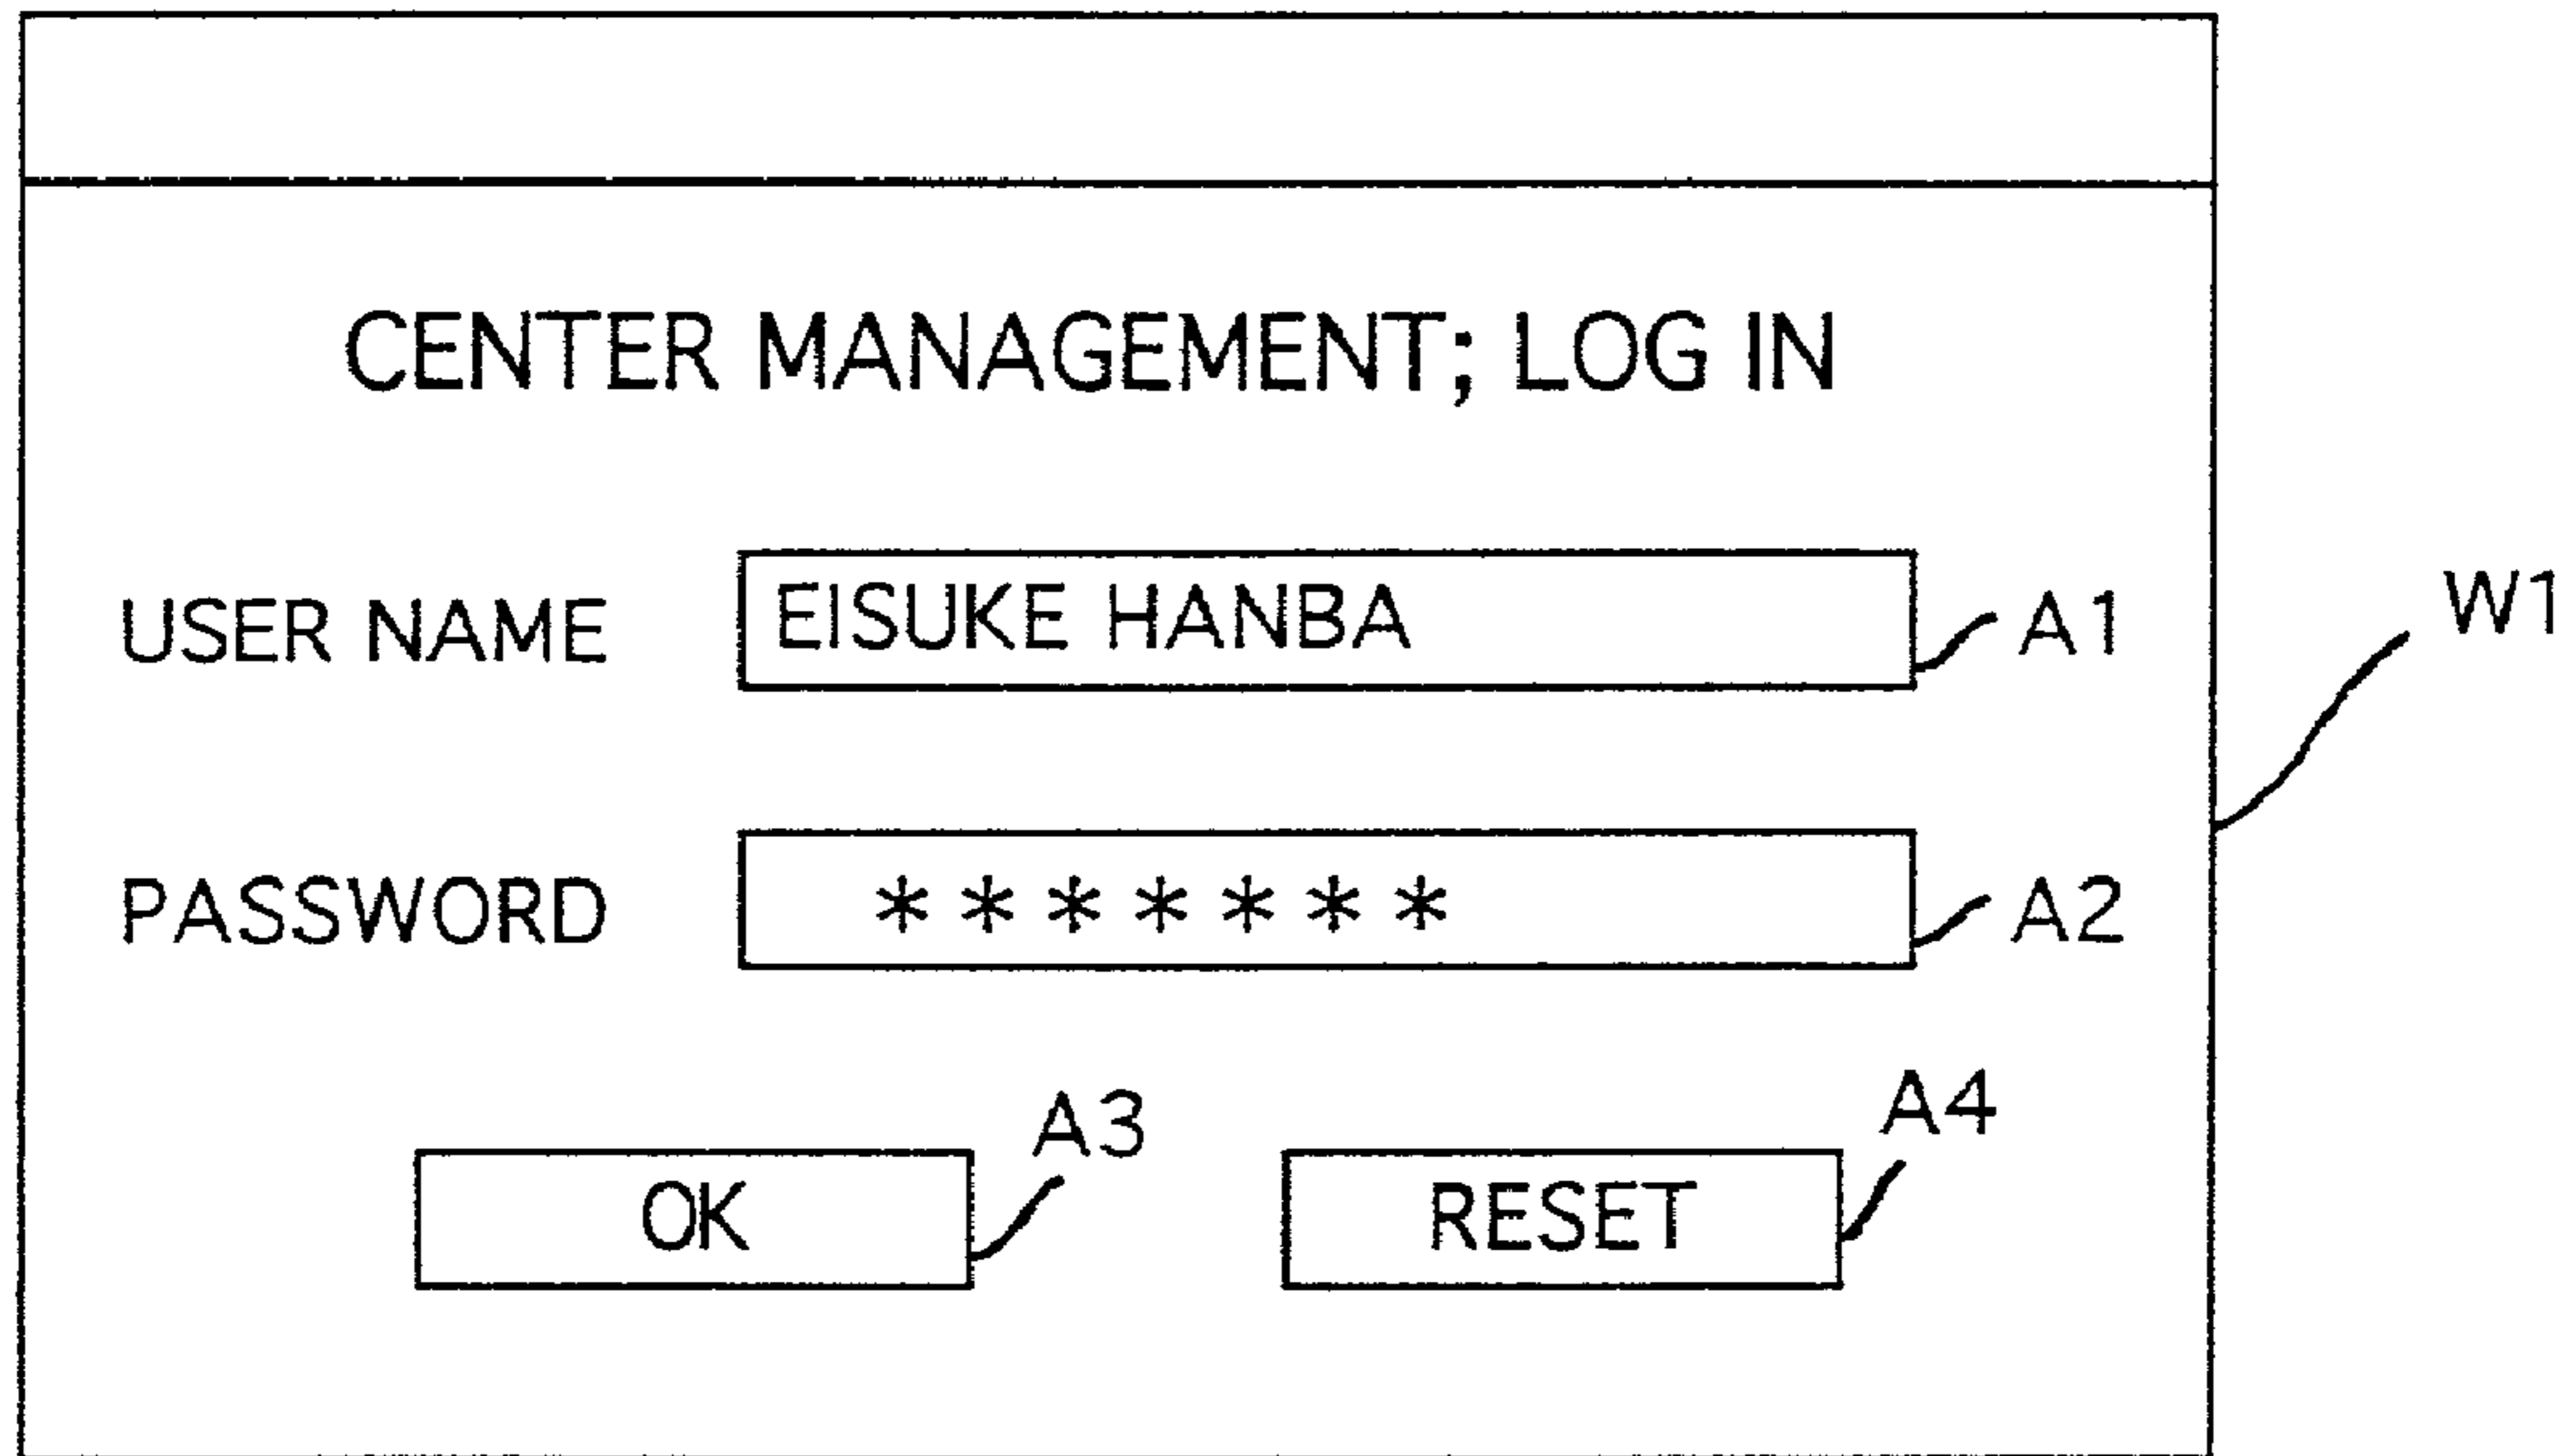 CENTER MANAGEMENT; LOG IN
USER NAME EISUKE HANBA A1
W1
PASSWORD ******* A2
A3 A4
OK RESET